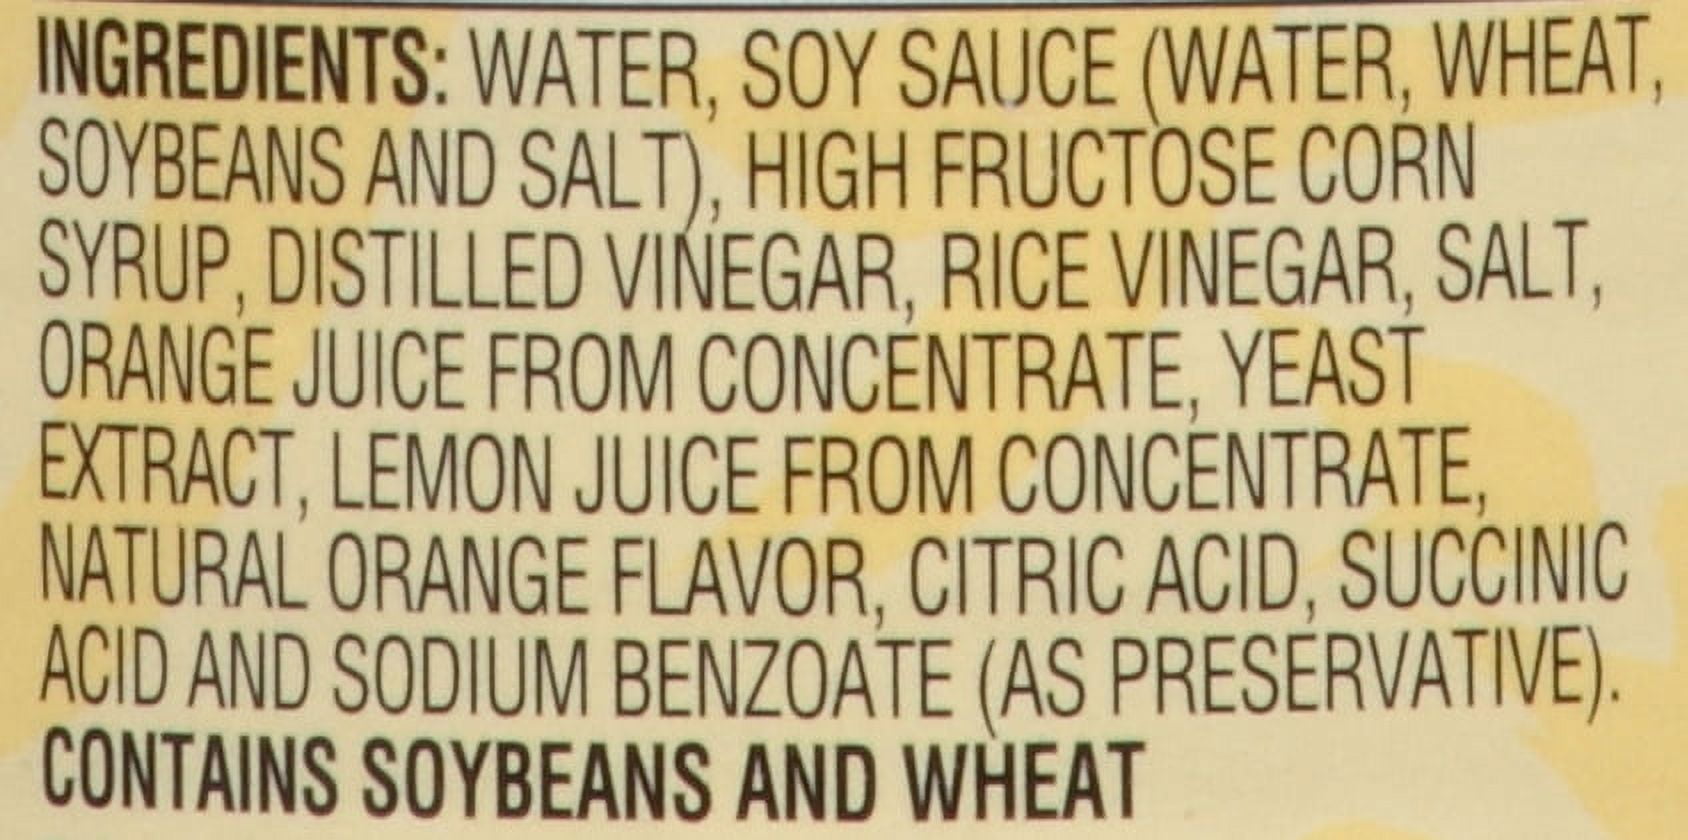 INGREDIENTS: WATER, SOY SAUCE (WATER, WHEAT,
SOYBEANS AND SALT), HIGH FRUCTOSE CORN
SYRUP, DISTILLED VINEGAR, RICE VINEGAR, SALT,
ORANGE JUICE FROM CONCENTRATE, YEAST
EXTRACT, LEMON JUICE FROM CONCENTRATE,
NATURAL ORANGE FLAVOR, CITRIC ACID, SUCCINIC
ACID AND SODIUM BENZOATE (AS PRESERVATIVE).
CONTAINS SOYBEANS AND WHEAT